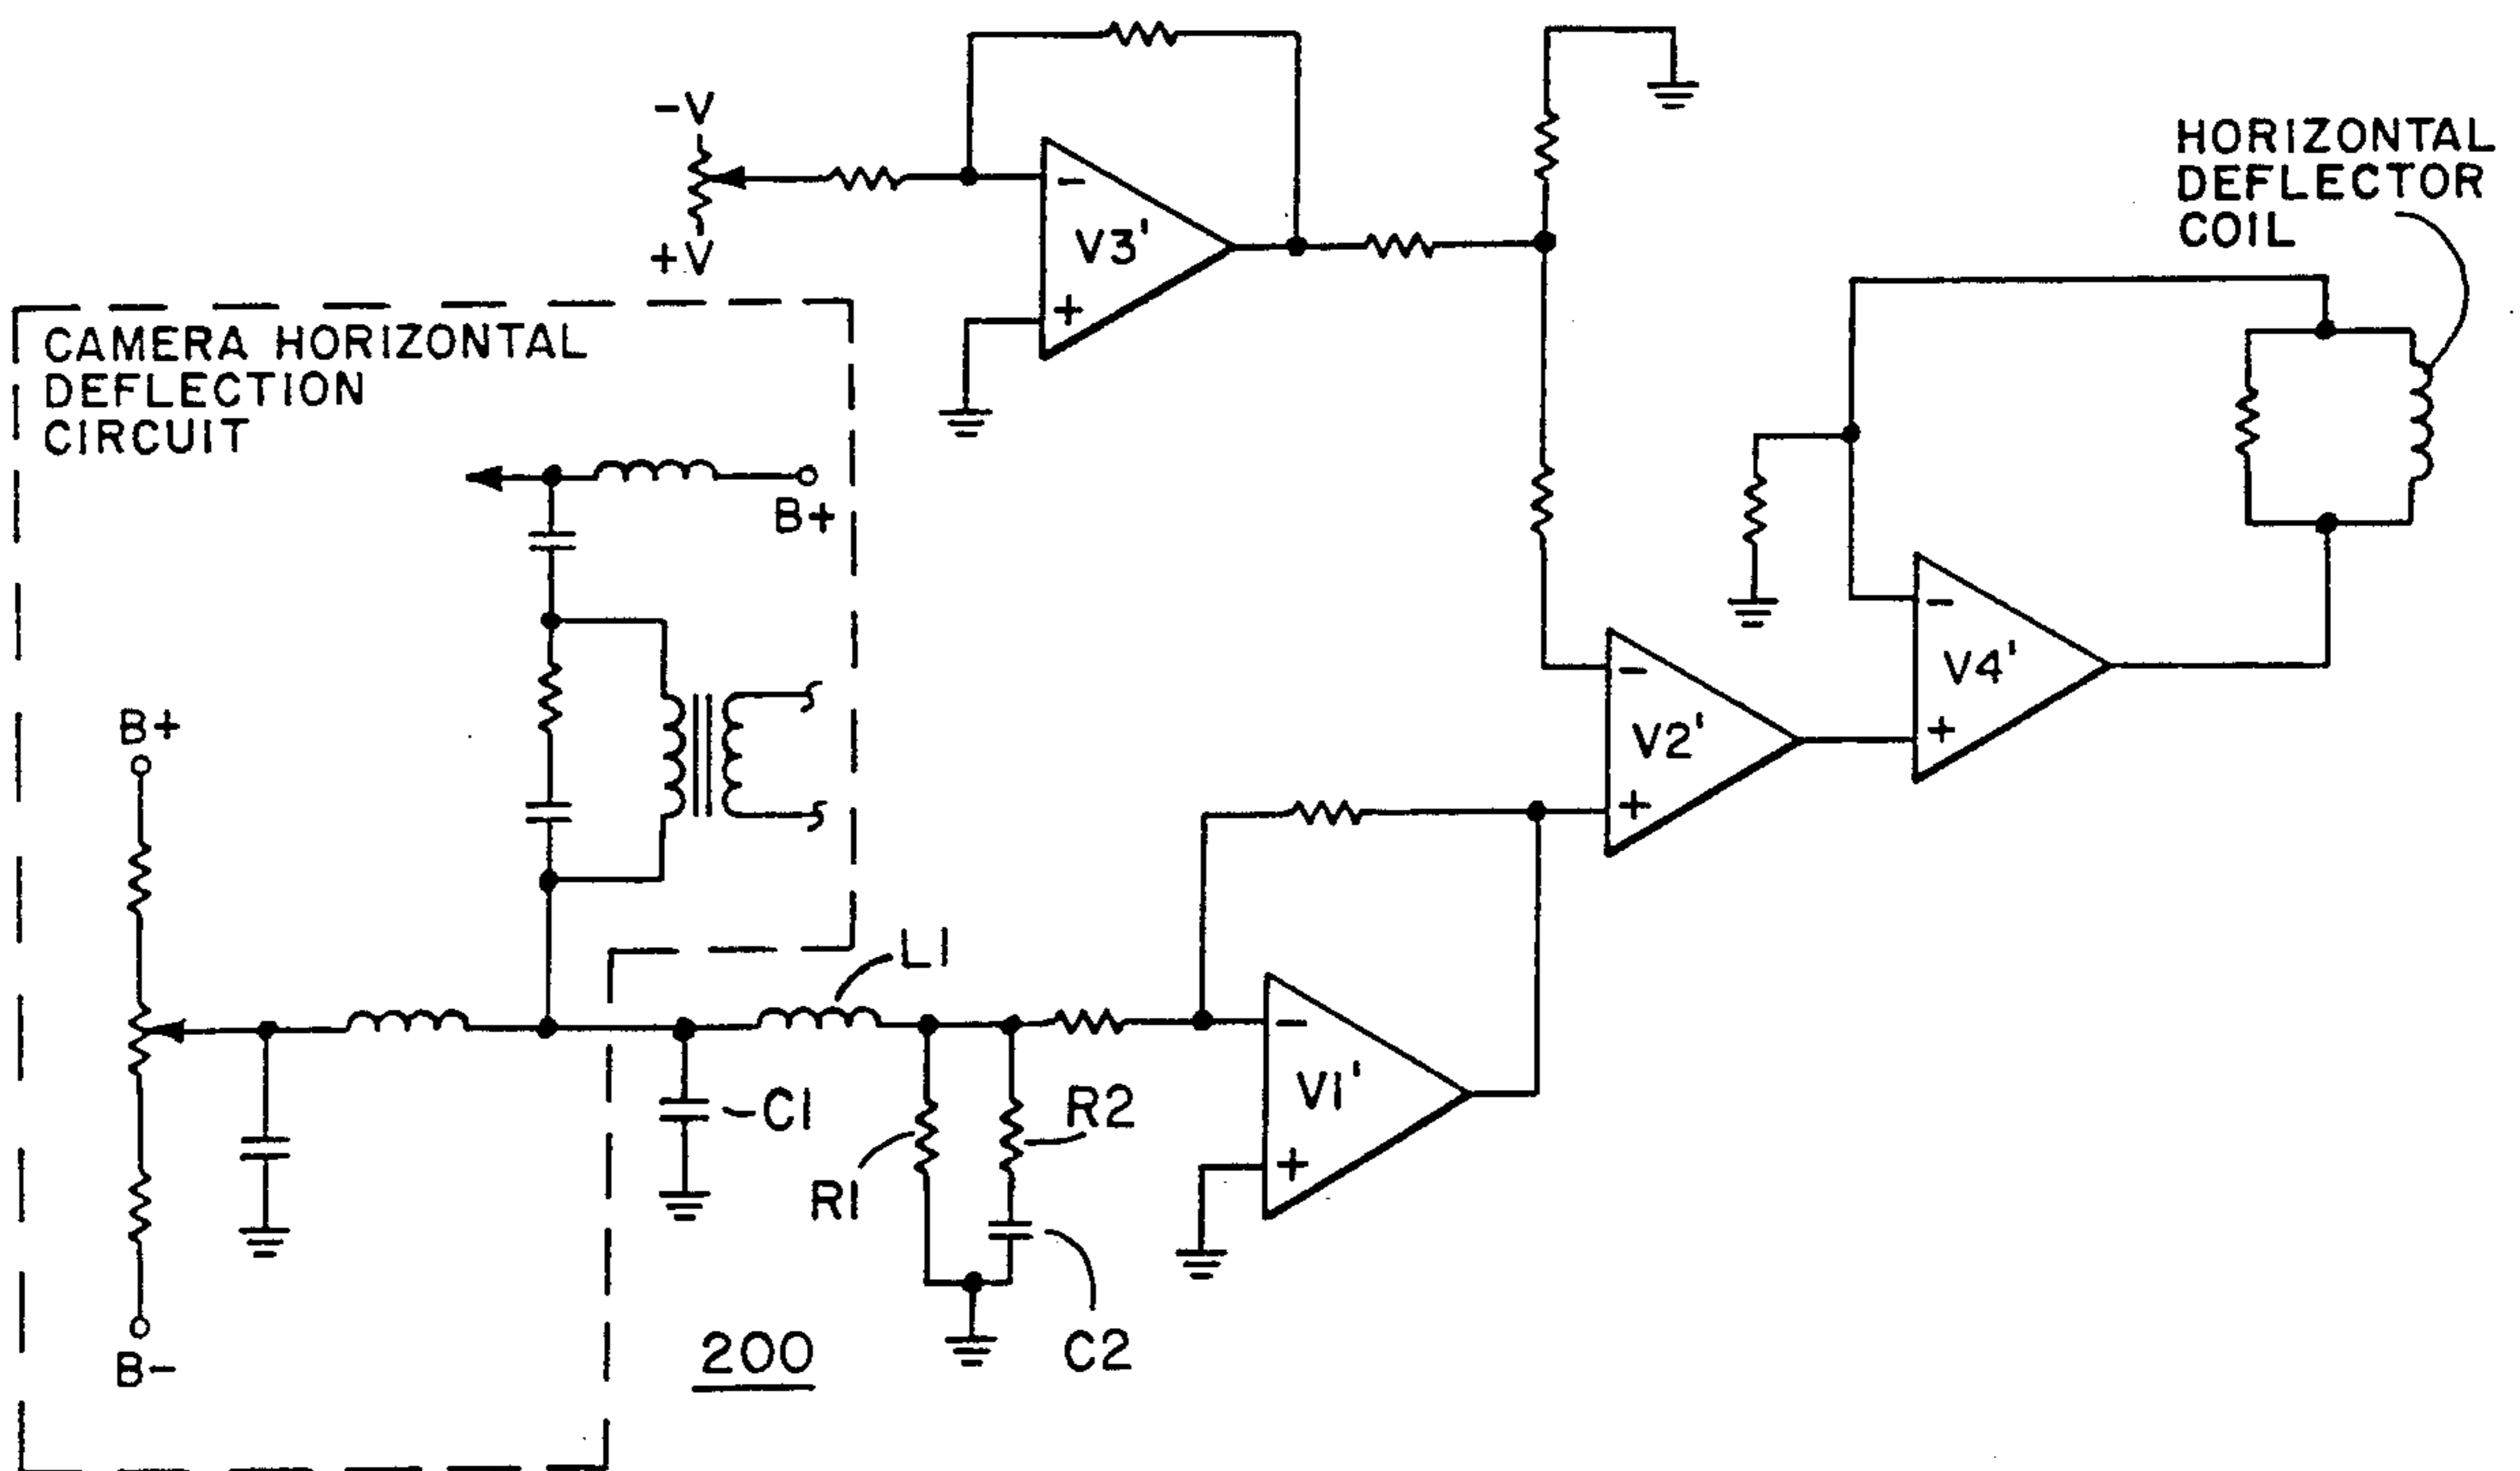 -V
+V
V3'
HORIZONTAL
DEFLECTOR
COIL
CAMERA HORIZONTAL
DEFLECTION
CIRCUIT
B+
B+
B-
-
+
-
V4'
+
-
V2'
+
L1
-
V1'
+
C1
R1
R2
C2
200